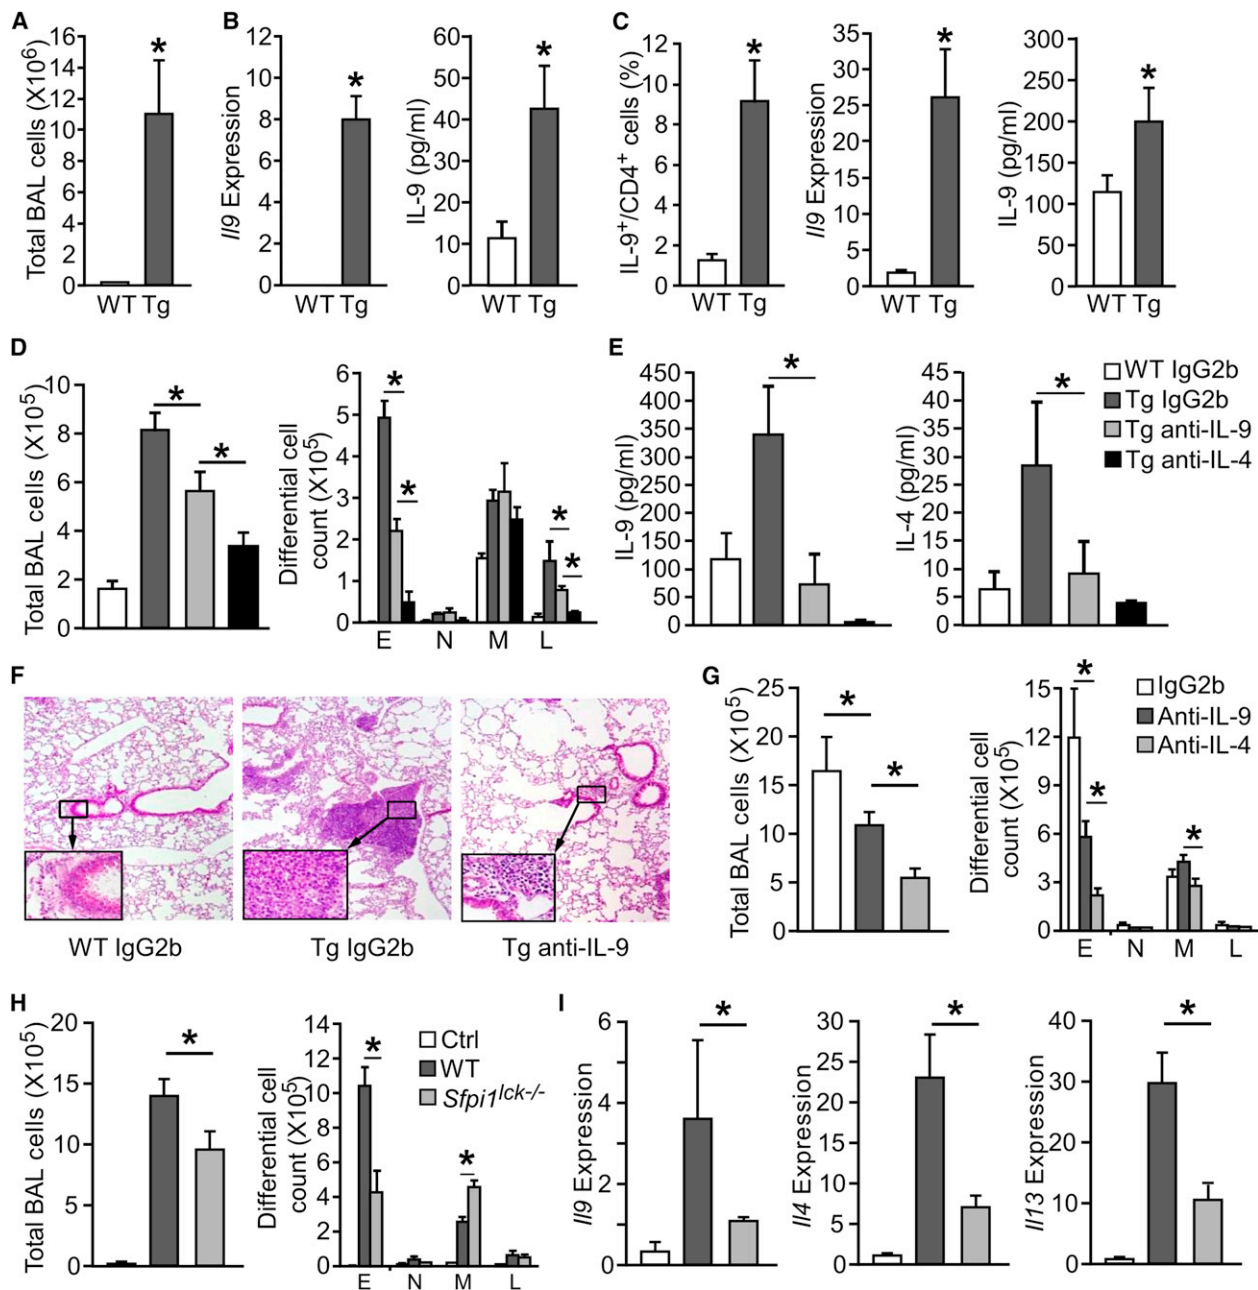 A
Total BAL cells (X10⁶)
16
14
12
10
8
6
4
2
0
*
WT Tg
B
Il9 Expression
12
10
8
6
4
2
0
*
WT Tg
IL-9 (pg/ml)
60
50
40
30
20
10
0
*
WT Tg
C
IL-9⁺/CD4⁺ cells (%)
12
10
8
6
4
2
0
*
WT Tg
Il9 Expression
35
30
25
20
15
10
5
0
*
WT Tg
IL-9 (pg/ml)
300
250
200
150
100
50
0
*
WT Tg
D
Total BAL cells (X10⁵)
10
8
6
4
2
0
*
*
Differential cell
count (X10⁵)
6
5
4
3
2
1
0
*
*
*
*
E N M L
E
IL-9 (pg/ml)
450
400
350
300
250
200
150
100
50
0
*
IL-4 (pg/ml)
45
40
35
30
25
20
15
10
5
0
*
WT IgG2b
Tg IgG2b
Tg anti-IL-9
Tg anti-IL-4
F
WT IgG2b
Tg IgG2b
Tg anti-IL-9
G
Total BAL cells (X10⁵)
25
20
15
10
5
0
*
*
Differential cell
count (X10⁵)
15
12
9
6
3
0
*
*
*
E N M L
IgG2b
Anti-IL-9
Anti-IL-4
H
Total BAL cells (X10⁵)
20
15
10
5
0
*
Differential cell
count (X10⁵)
14
12
10
8
6
4
2
0
*
*
E N M L
Ctrl
WT
Sfpi1ˡᶜᵏ⁻/⁻
I
Il9 Expression
6
4
2
0
*
Il4 Expression
30
25
20
15
10
5
0
*
Il13 Expression
40
30
20
10
0
*